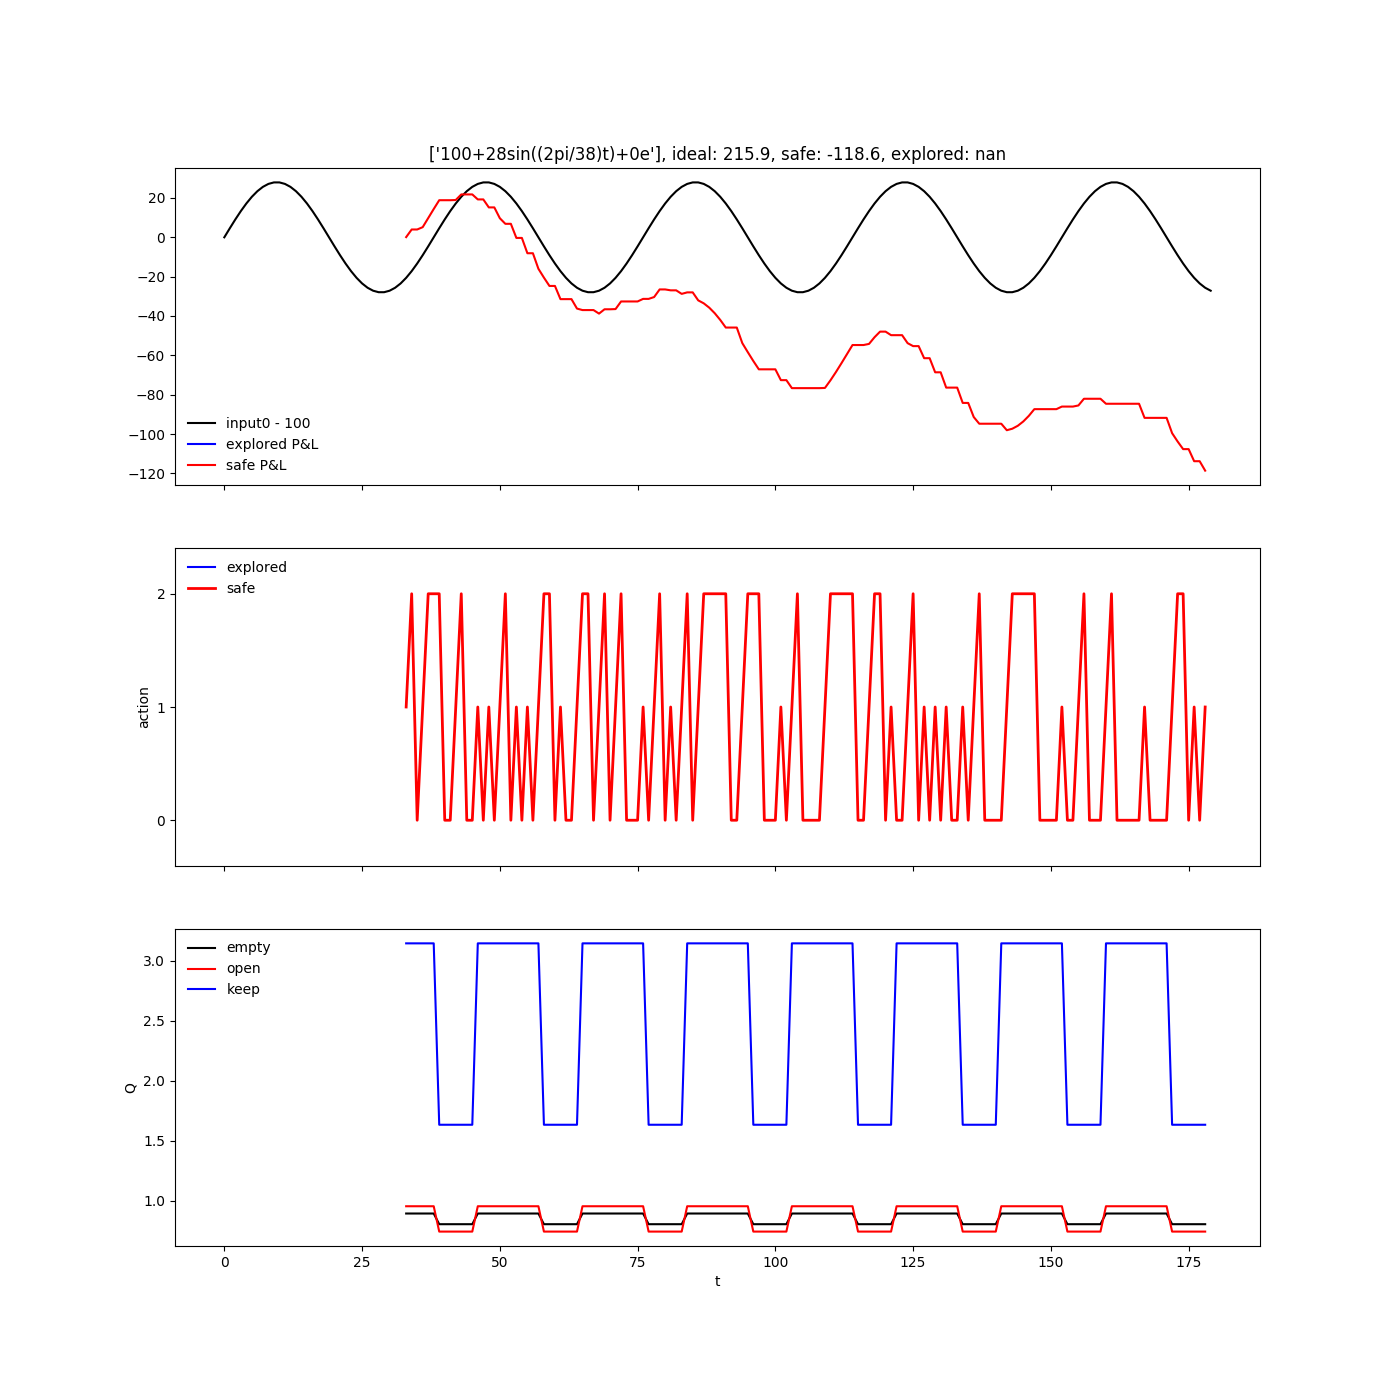 ['100+28sin((2pi/38)t)+0e'], ideal: 215.9, safe: -118.6, explored: nan
20
0
−20
−40
−60
−80
−100
−120
input0 - 100
explored P&L
safe P&L
explored
safe
2
1
0
action
empty
open
keep
3.0
2.5
2.0
1.5
1.0
Q
0
25
50
75
100
125
150
175
t